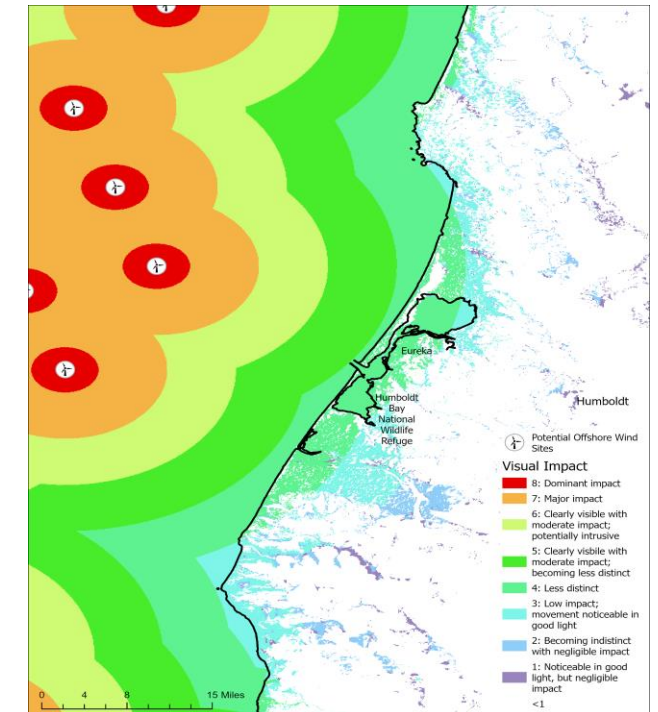 Eureka
Humboldt
Bay
National
Wildlife
Refuge
Humboldt
Potential Offshore Wind
Sites
Visual Impact
8: Dominant impact
7: Major impact
6: Clearly visible with
moderate impact;
potentially intrusive
5: Clearly visibile with
moderate impact;
becoming less distinct
4: Less distinct
3: Low impact;
movement noticeable in
good light
2: Becoming indistinct
with negligible impact
1: Noticeable in good
light, but negligible
impact
<1
0 4 8 15 Miles